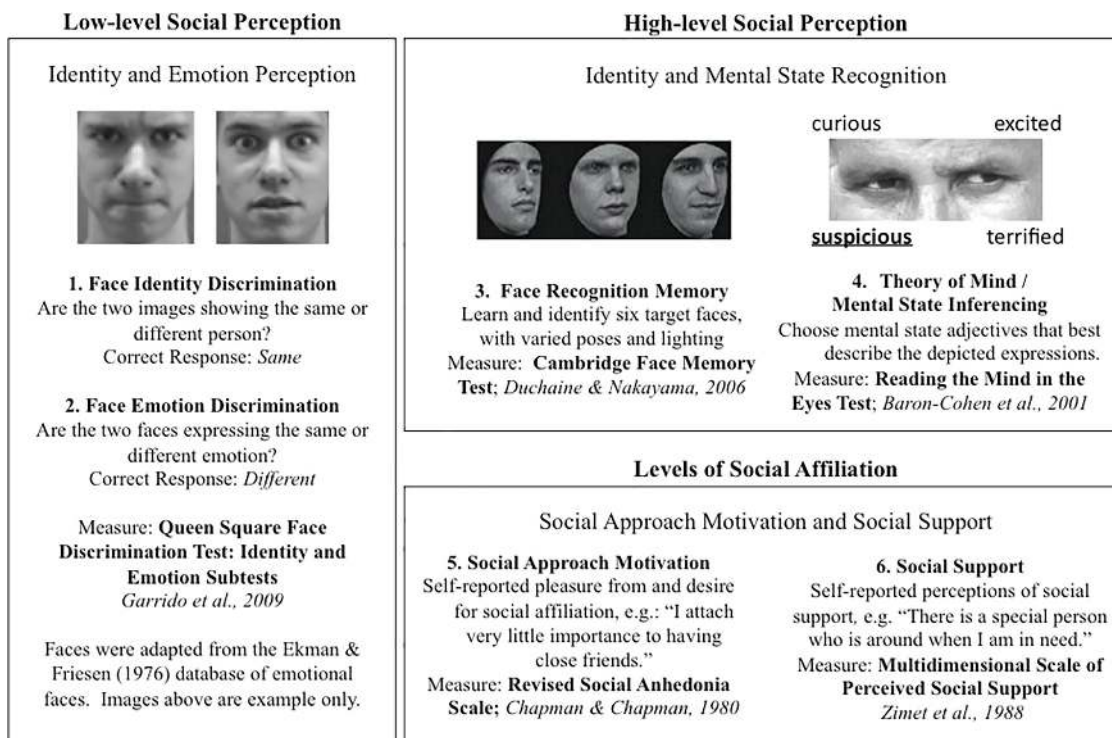 Low-level Social Perception
Identity and Emotion Perception
1. Face Identity Discrimination
Are the two images showing the same or
different person?
Correct Response: Same
2. Face Emotion Discrimination
Are the two faces expressing the same or
different emotion?
Correct Response: Different
Measure: Queen Square Face
Discrimination Test: Identity and
Emotion Subtests
Garrido et al., 2009
Faces were adapted from the Ekman &
Friesen (1976) database of emotional
faces. Images above are example only.
High-level Social Perception
Identity and Mental State Recognition
3. Face Recognition Memory
Learn and identify six target faces,
with varied poses and lighting
Measure: Cambridge Face Memory
Test; Duchaine & Nakayama, 2006
curious excited
suspicious terrified
4. Theory of Mind /
Mental State Inferencing
Choose mental state adjectives that best
describe the depicted expressions.
Measure: Reading the Mind in the
Eyes Test; Baron-Cohen et al., 2001
Levels of Social Affiliation
Social Approach Motivation and Social Support
5. Social Approach Motivation
Self-reported pleasure from and desire
for social affiliation, e.g.: “I attach
very little importance to having
close friends.”
Measure: Revised Social Anhedonia
Scale; Chapman & Chapman, 1980
6. Social Support
Self-reported perceptions of social
support, e.g. “There is a special person
who is around when I am in need.”
Measure: Multidimensional Scale of
Perceived Social Support
Zimet et al., 1988